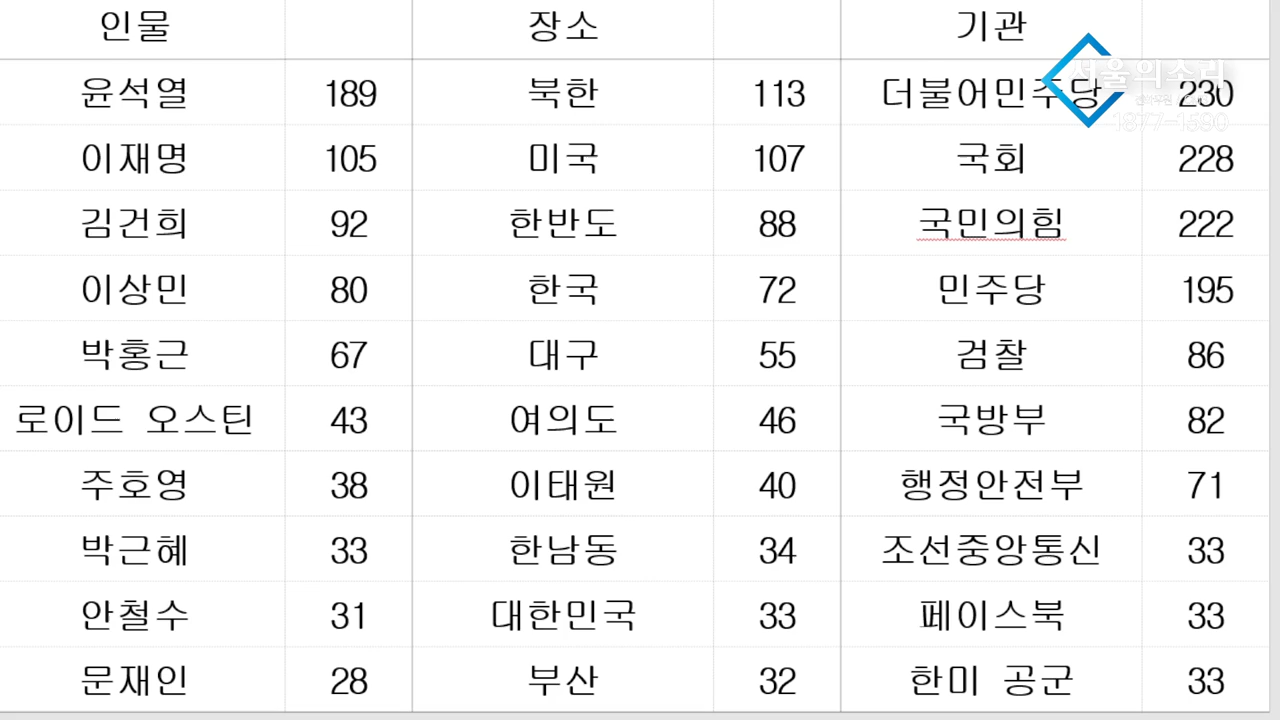 인물 장소 기관
윤석열 189 북한 113 더불어민주당 230
이재명 105 미국 107 국회 228
김건희 92 한반도 88 국민의힘 222
이상민 80 한국 72 민주당 195
박홍근 67 대구 55 검찰 86
로이드 오스틴 43 여의도 46 국방부 82
주호영 38 이태원 40 행정안전부 71
박근혜 33 한남동 34 조선중앙통신 33
안철수 31 대한민국 33 페이스북 33
문재인 28 부산 32 한미 공군 33
서울의소리
1877-1590